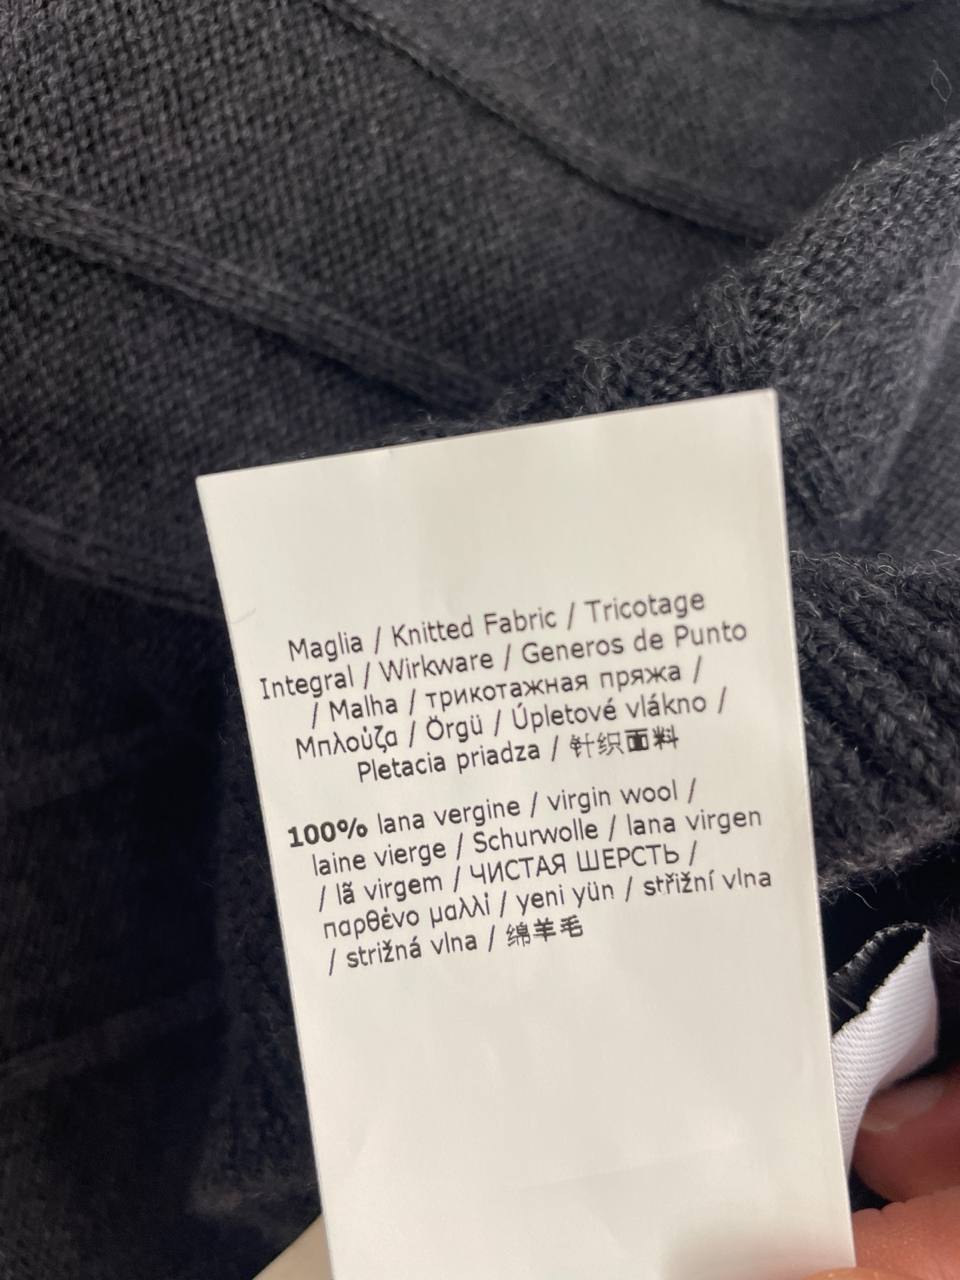 Maglia / Knitted Fabric / Tricotage
Integral / Wirkware / Generos de Punto
/ Malha / трикотажная пряжа /
Μπλούζα / Örgü / Úpletové vlákno /
Pletacia priadza / 针织面料
100% lana vergine / virgin wool /
laine vierge / Schurwolle / lana virgen
/ lã virgem / ЧИСТАЯ ШЕРСТЬ /
παρθένο μαλλί / yeni yün / střižní vlna
/ strižná vlna / 绵羊毛